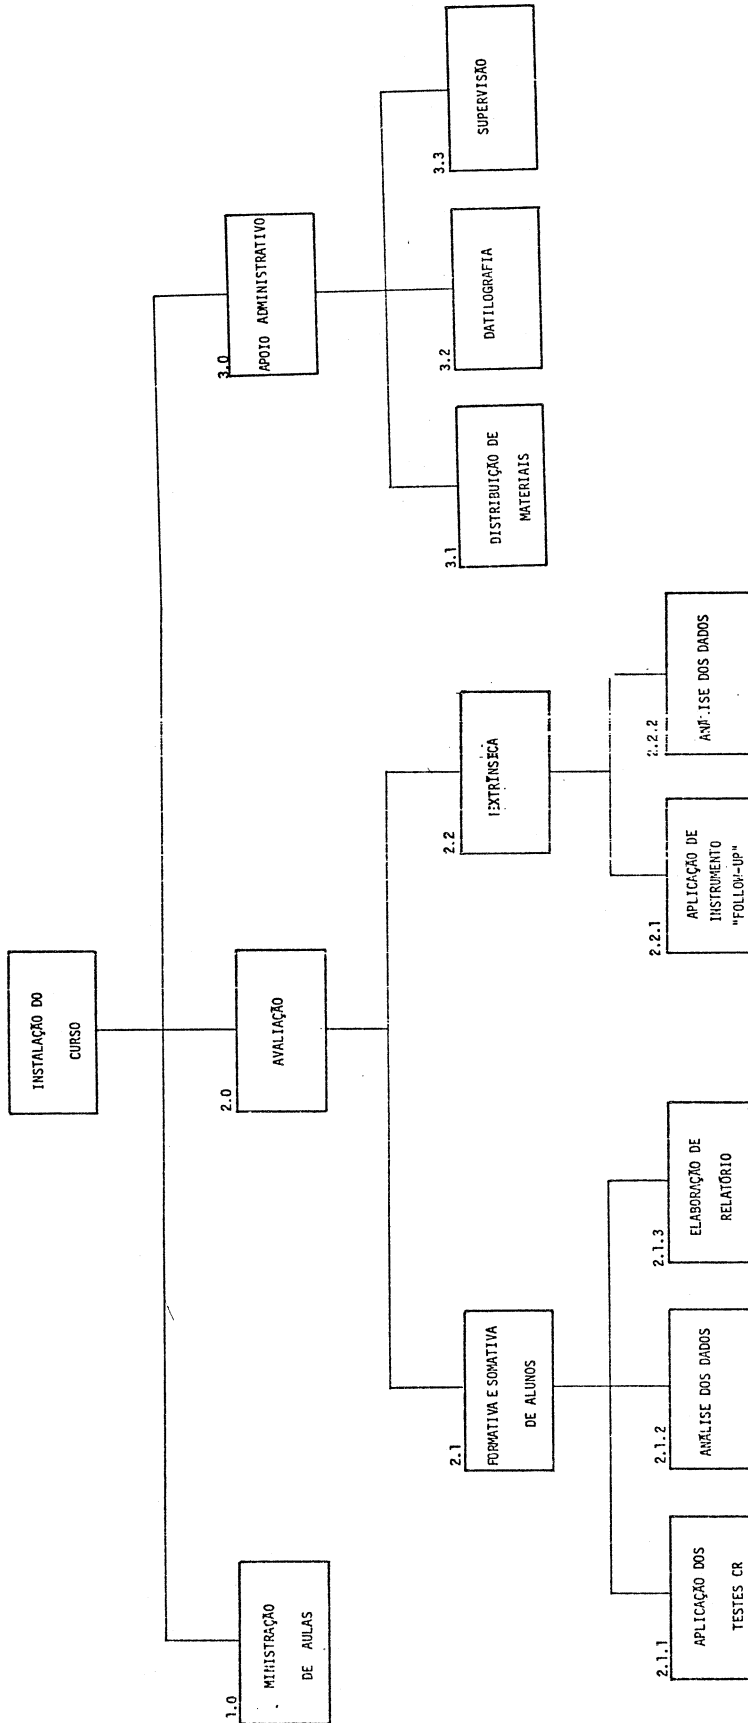 INSTALAÇÃO DO
CURSO
1.0
MINISTRAÇÃO
DE AULAS
2.0
AVALIAÇÃO
3.0
APOIO ADMINISTRATIVO
2.1
FORMATIVA E SOMATIVA
DE ALUNOS
2.2
EXTRÍNSECA
3.1
DISTRIBUIÇÃO DE
MATERIAIS
3.2
DATILOGRAFIA
3.3
SUPERVISÃO
2.1.1
APLICAÇÃO DOS
TESTES CR
2.1.2
ANÁLISE DOS DADOS
2.1.3
ELABORAÇÃO DE
RELATÓRIO
2.2.1
APLICAÇÃO DE
INSTRUMENTO
"FOLLOW-UP"
2.2.2
ANÁLISE DOS DADOS